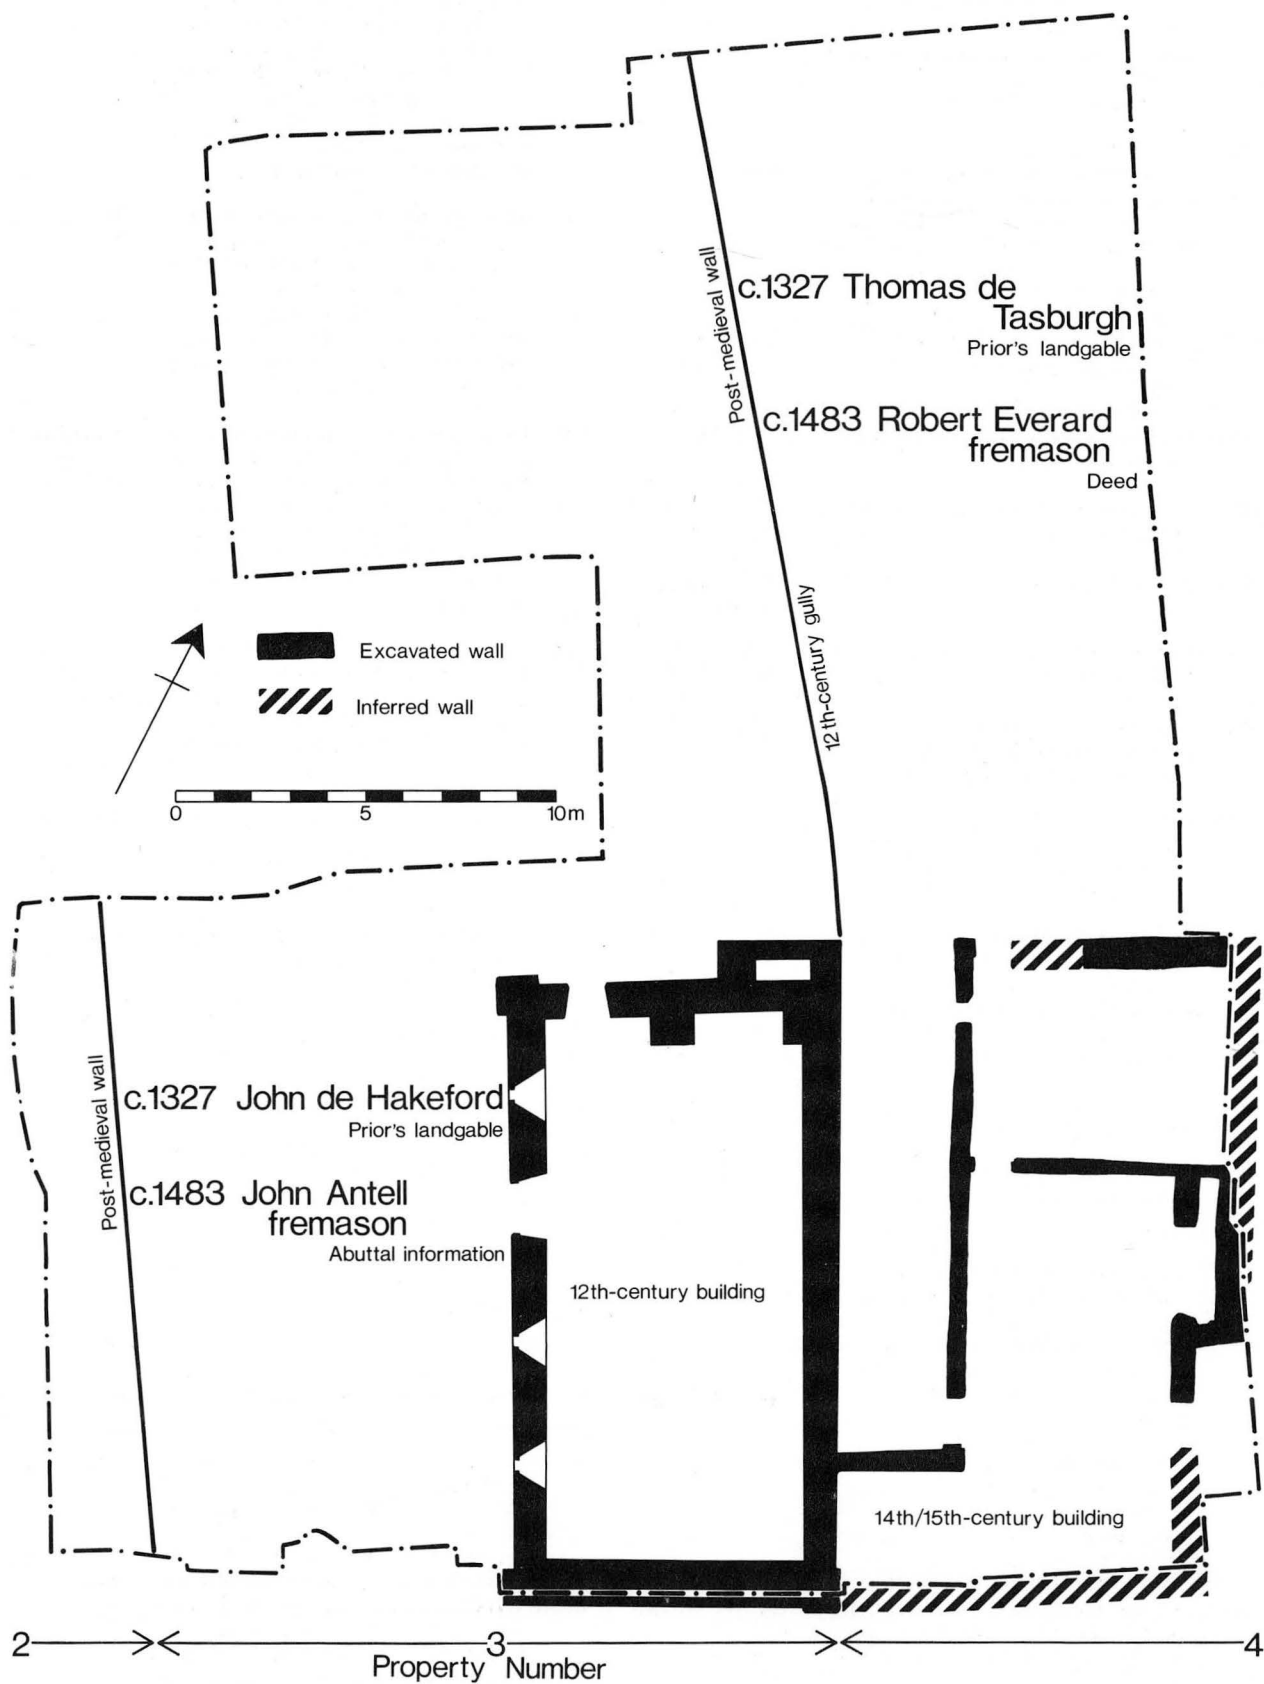 Post-medieval wall
c.1327 Thomas de
Tasburgh
Prior's landgable
c.1483 Robert Everard
fremason
Deed
12th-century gully
Excavated wall
Inferred wall
0 5 10m
Post-medieval wall
c.1327 John de Hakeford
Prior's landgable
c.1483 John Antell
fremason
Abuttal information
12th-century building
14th/15th-century building
2 3 4
Property Number